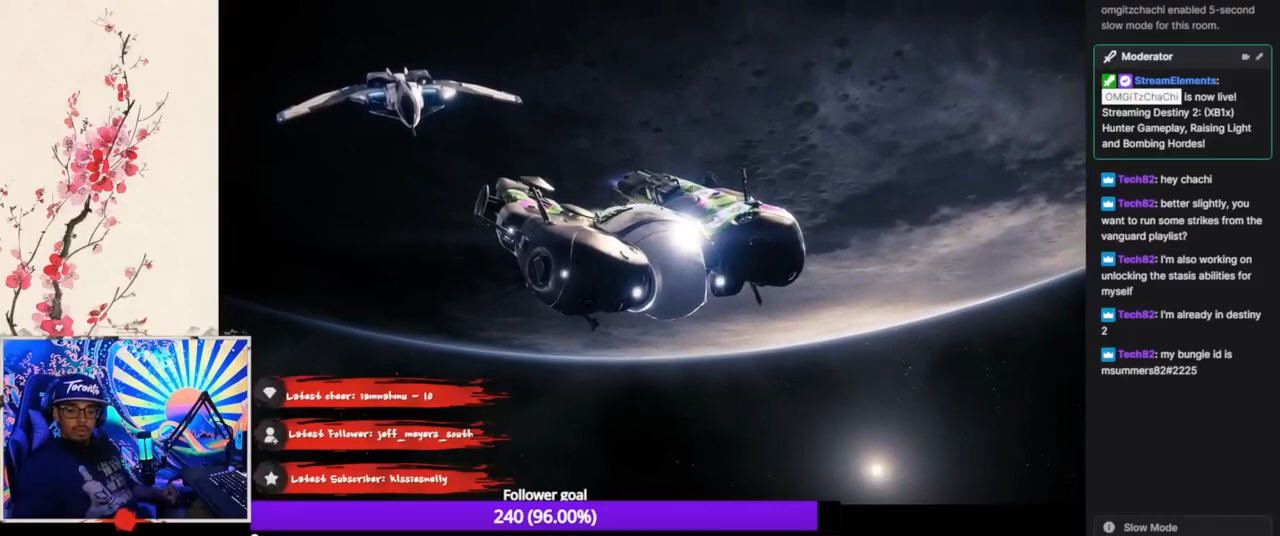 omgitzchachi enabled 5-second
slow mode for this room.
Moderator
StreamElements:
OMGiTzChaChi is now live!
Streaming Destiny 2: (XB1x)
Hunter Gameplay, Raising Light
and Bombing Hordes!
Tech82: hey chachi
Tech82: better slightly, you
want to run some strikes from the
vanguard playlist?
Tech82: I'm also working on
unlocking the stasis abilities for
myself
Tech82: I'm already in destiny
2
Tech82: my bungie id is
msummers82#2225
Slow Mode
Toronto
Latest cheer: iamnahmu - 10
Latest Follower: jeff_meyers_south
Latest Subscriber: kissiesnelly
Follower goal
240 (96.00%)